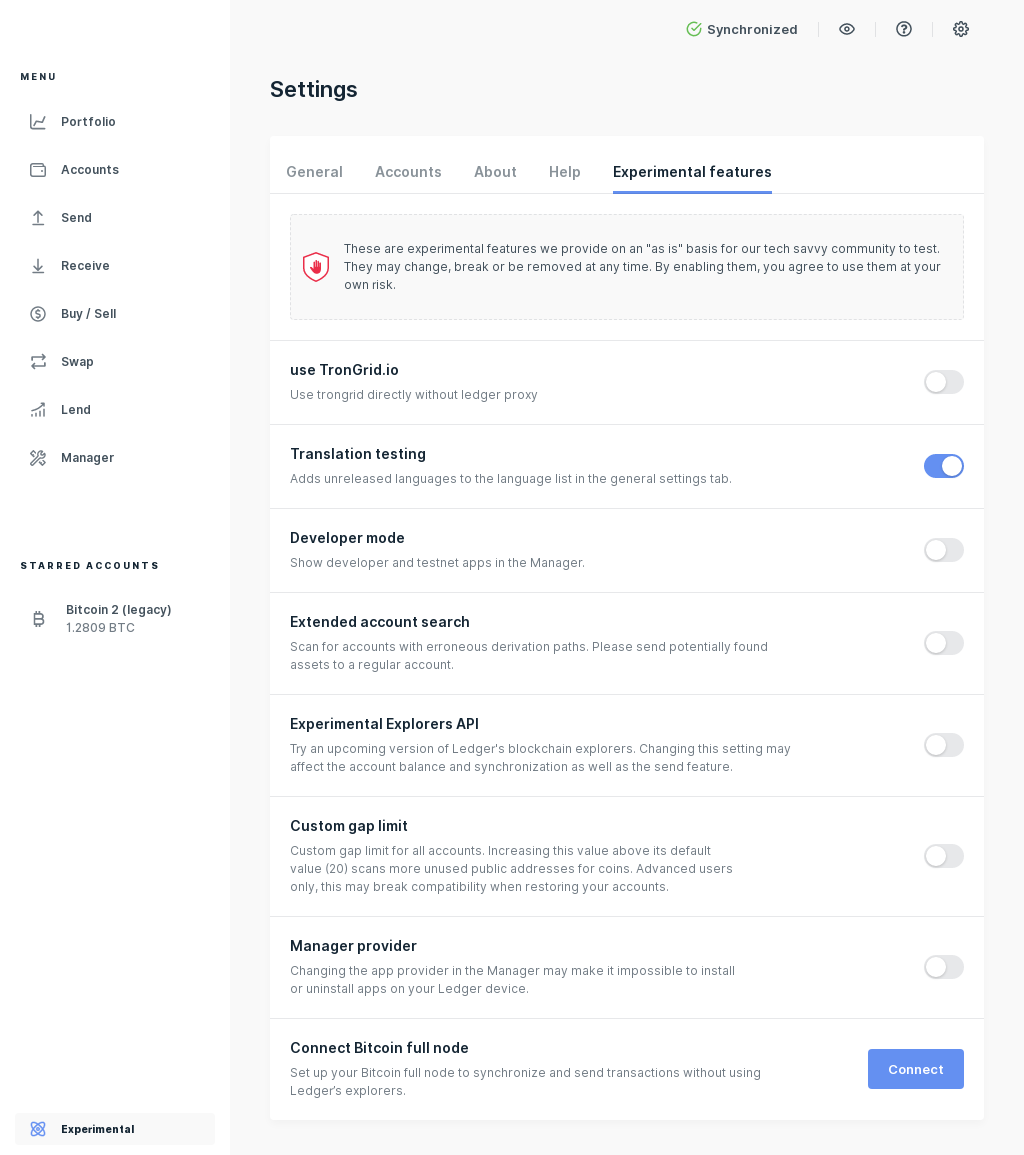 MENU
Portfolio
Accounts
Send
Receive
Buy / Sell
Swap
Lend
Manager
STARRED ACCOUNTS
Bitcoin 2 (legacy)
1.2809 BTC
Experimental
Synchronized
Settings
General Accounts About Help Experimental features
These are experimental features we provide on an "as is" basis for our tech savvy community to test.
They may change, break or be removed at any time. By enabling them, you agree to use them at your
own risk.
use TronGrid.io
Use trongrid directly without ledger proxy
Translation testing
Adds unreleased languages to the language list in the general settings tab.
Developer mode
Show developer and testnet apps in the Manager.
Extended account search
Scan for accounts with erroneous derivation paths. Please send potentially found
assets to a regular account.
Experimental Explorers API
Try an upcoming version of Ledger's blockchain explorers. Changing this setting may
affect the account balance and synchronization as well as the send feature.
Custom gap limit
Custom gap limit for all accounts. Increasing this value above its default
value (20) scans more unused public addresses for coins. Advanced users
only, this may break compatibility when restoring your accounts.
Manager provider
Changing the app provider in the Manager may make it impossible to install
or uninstall apps on your Ledger device.
Connect Bitcoin full node
Set up your Bitcoin full node to synchronize and send transactions without using
Ledger's explorers.
Connect